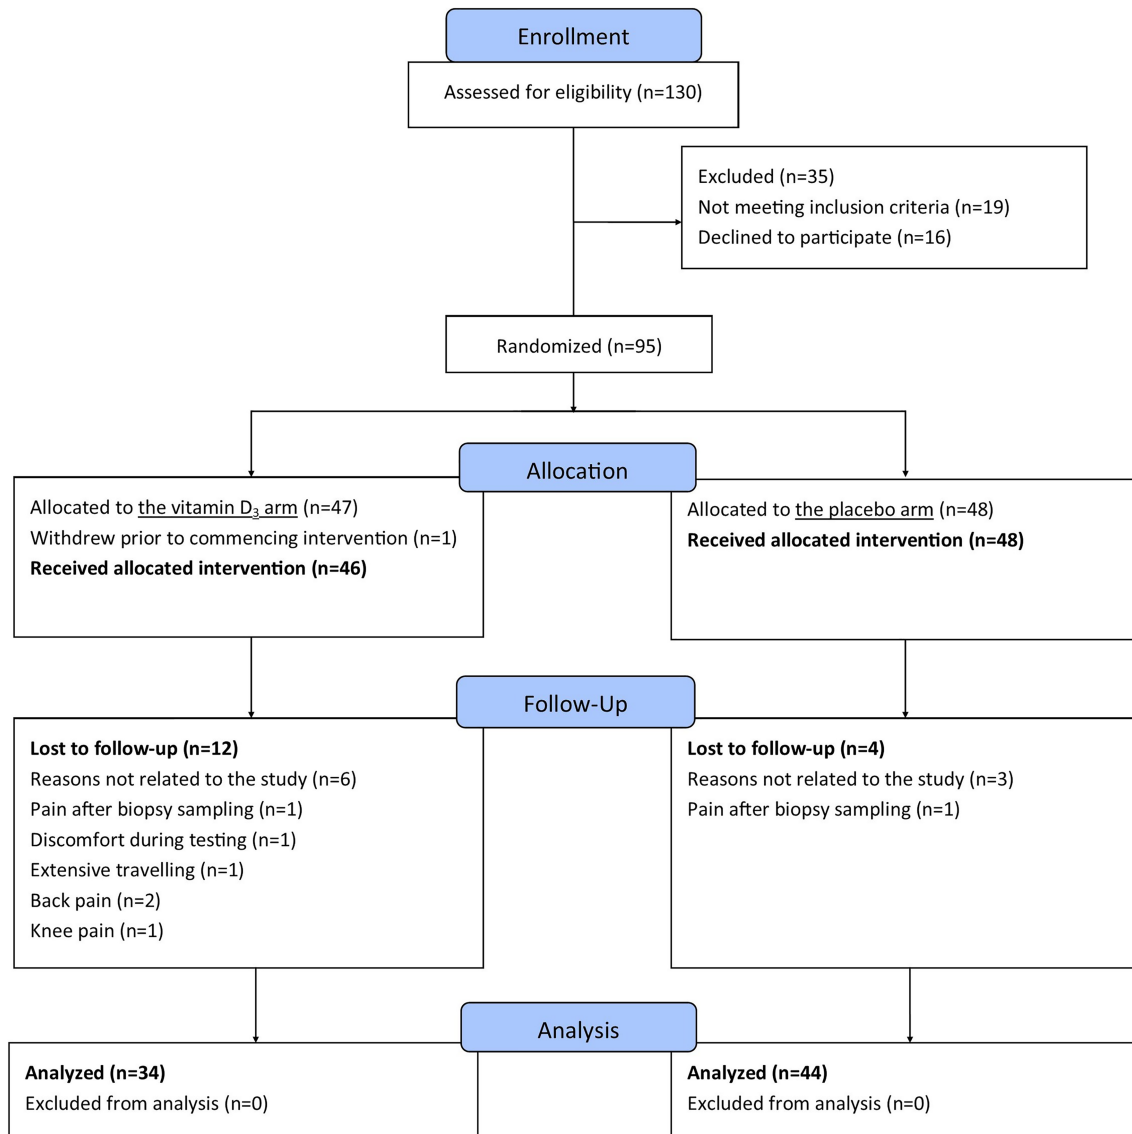 Enrollment
Assessed for eligibility (n=130)
Excluded (n=35)
Not meeting inclusion criteria (n=19)
Declined to participate (n=16)
Randomized (n=95)
Allocation
Allocated to the vitamin D₃ arm (n=47)
Withdrew prior to commencing intervention (n=1)
Received allocated intervention (n=46)
Allocated to the placebo arm (n=48)
Received allocated intervention (n=48)
Follow-Up
Lost to follow-up (n=12)
Reasons not related to the study (n=6)
Pain after biopsy sampling (n=1)
Discomfort during testing (n=1)
Extensive travelling (n=1)
Back pain (n=2)
Knee pain (n=1)
Lost to follow-up (n=4)
Reasons not related to the study (n=3)
Pain after biopsy sampling (n=1)
Analysis
Analyzed (n=34)
Excluded from analysis (n=0)
Analyzed (n=44)
Excluded from analysis (n=0)